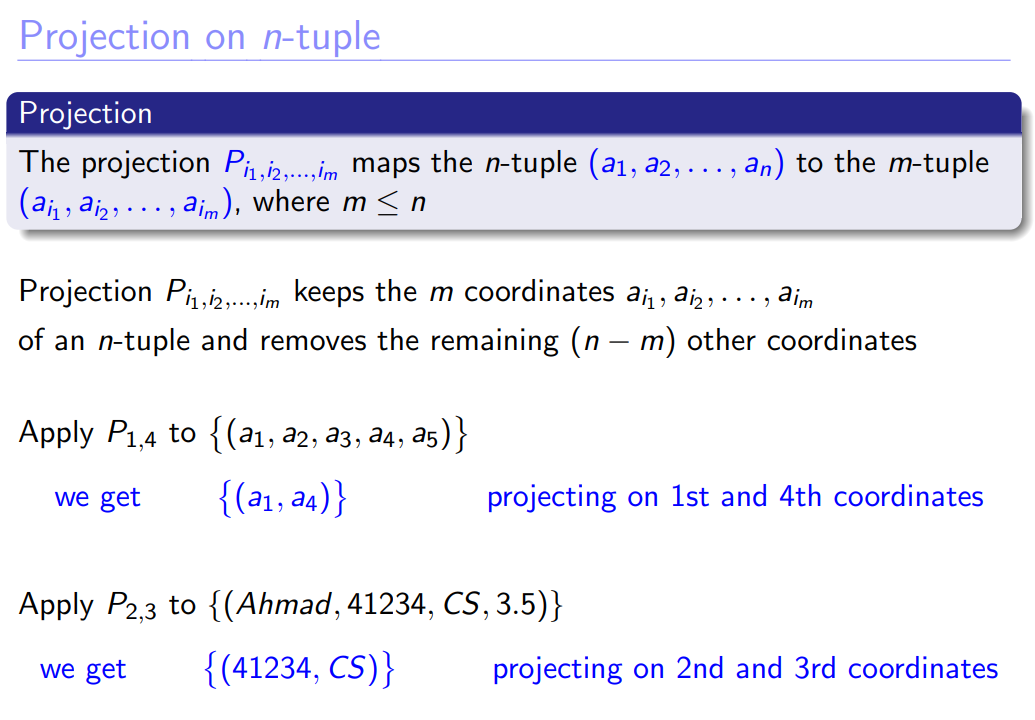 Projection on n-tuple
Projection
The projection P_{i_1,i_2,...,i_m} maps the n-tuple (a_1, a_2, . . . , a_n) to the m-tuple
(a_{i_1}, a_{i_2}, . . . , a_{i_m}), where m ≤ n
Projection P_{i_1,i_2,...,i_m} keeps the m coordinates a_{i_1}, a_{i_2}, . . . , a_{i_m}
of an n-tuple and removes the remaining (n − m) other coordinates
Apply P_{1,4} to {(a_1, a_2, a_3, a_4, a_5)}
we get {(a_1, a_4)} projecting on 1st and 4th coordinates
Apply P_{2,3} to {(Ahmad, 41234, CS, 3.5)}
we get {(41234, CS)} projecting on 2nd and 3rd coordinates